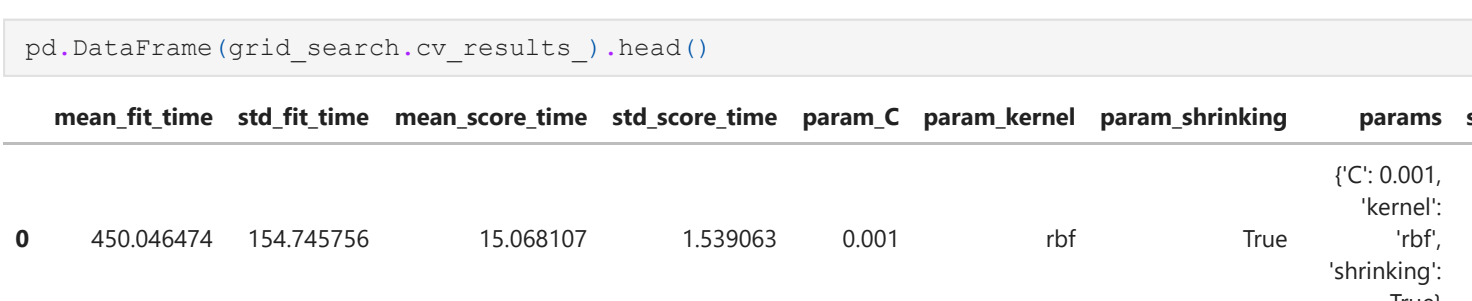 pd.DataFrame(grid_search.cv_results_).head()
mean_fit_time std_fit_time mean_score_time std_score_time param_C param_kernel param_shrinking params
{'C': 0.001,
'kernel':
0 450.046474 154.745756 15.068107 1.539063 0.001 rbf True 'rbf',
'shrinking':
True}